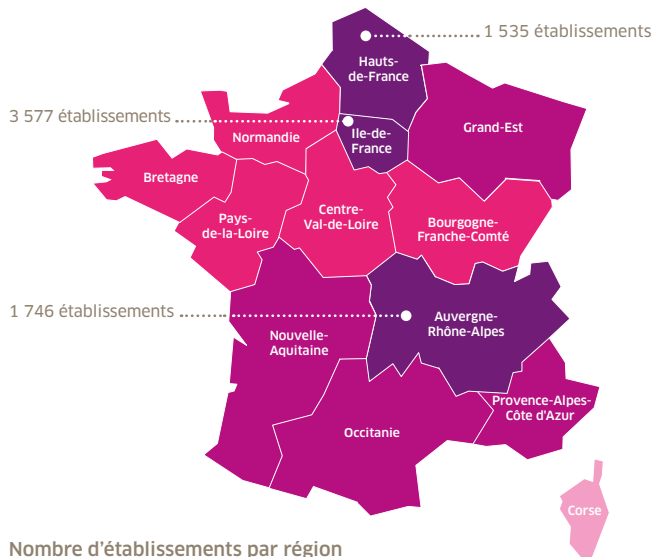 1 535 établissements
Hauts-
de-France
3 577 établissements
Ile-de-
France
Grand-Est
Normandie
Bretagne
Pays-
de-la-Loire
Centre-
Val-de-Loire
Bourgogne-
Franche-Comté
1 746 établissements
Auvergne-
Rhône-Alpes
Nouvelle-
Aquitaine
Provence-Alpes-
Côte d'Azur
Occitanie
Corse
Nombre d'établissements par région